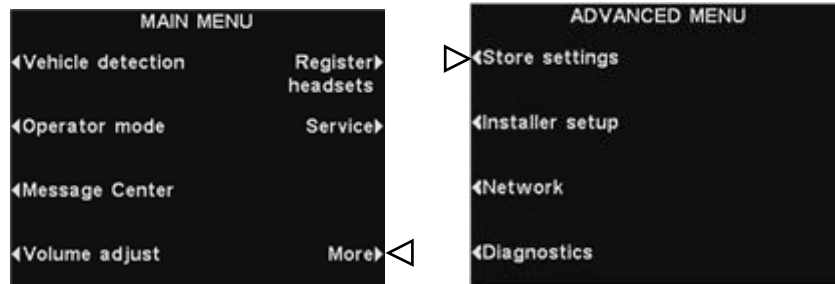 MAIN MENU
Vehicle detection
Register
headsets
Operator mode
Service
Message Center
Volume adjust
More
ADVANCED MENU
Store settings
Installer setup
Network
Diagnostics